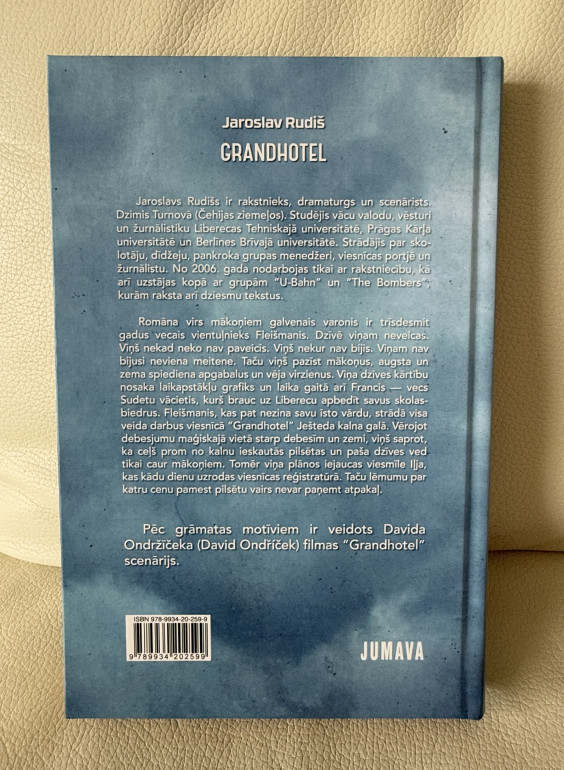 Jaroslav Rudiš
GRANDHOTEL
Jaroslavs Rudišs ir rakstnieks, dramaturgs un scenārists.
Dzimis Turnovā (Čehijas ziemeļos). Studējis vācu valodu, vēsturi
un žurnālistiku Liberecas Tehniskajā universitātē, Prāgas Kārļa
universitātē un Berlīnes Brīvajā universitātē. Strādājis par sko-
lotāju, dīdžeju, pankroka grupas menedžeri, viesnīcas portjē un
žurnālistu. No 2006. gada nodarbojas tikai ar rakstniecību, kā
arī uzstājas kopā ar grupām "U-Bahn" un "The Bombers",
kurām raksta arī dziesmu tekstus.
Romāna virs mākoņiem galvenais varonis ir trīsdesmit
gadus vecais vientuļnieks Fleišmanis. Dzīvē viņam neveicas.
Viņš nekad neko nav paveicis. Viņš nekur nav bijis. Viņam nav
bijusi neviena meitene. Taču viņš pazīst mākoņus, augsta un
zema spiediena apgabalus un vēja virzienus. Viņa dzīves kārtību
nosaka laikapstākļu grafiks un laika gaitā arī Francis — vecs
Sudetu vācietis, kurš brauc uz Liberecu apbedīt savus skolas-
biedrus. Fleišmanis, kas pat nezina savu īsto vārdu, strādā visa
veida darbus viesnīcā "Grandhotel" Ješteda kalna galā. Vērojot
debesjumu maģiskajā vietā starp debesīm un zemi, viņš saprot,
ka ceļš prom no kalnu ieskautās pilsētas un paša dzīves ved
tikai caur mākoņiem. Tomēr viņa plānos iejaucas viesmīle Iļja,
kas kādu dienu uzrodas viesnīcas reģistratūrā. Taču lēmumu par
katru cenu pamest pilsētu vairs nevar paņemt atpakaļ.
Pēc grāmatas motīviem ir veidots Davida
Ondržīčeka (David Ondříček) filmas "Grandhotel"
scenārijs.
ISBN 978-9934-20-259-9
9 789934 202599
JUMAVA